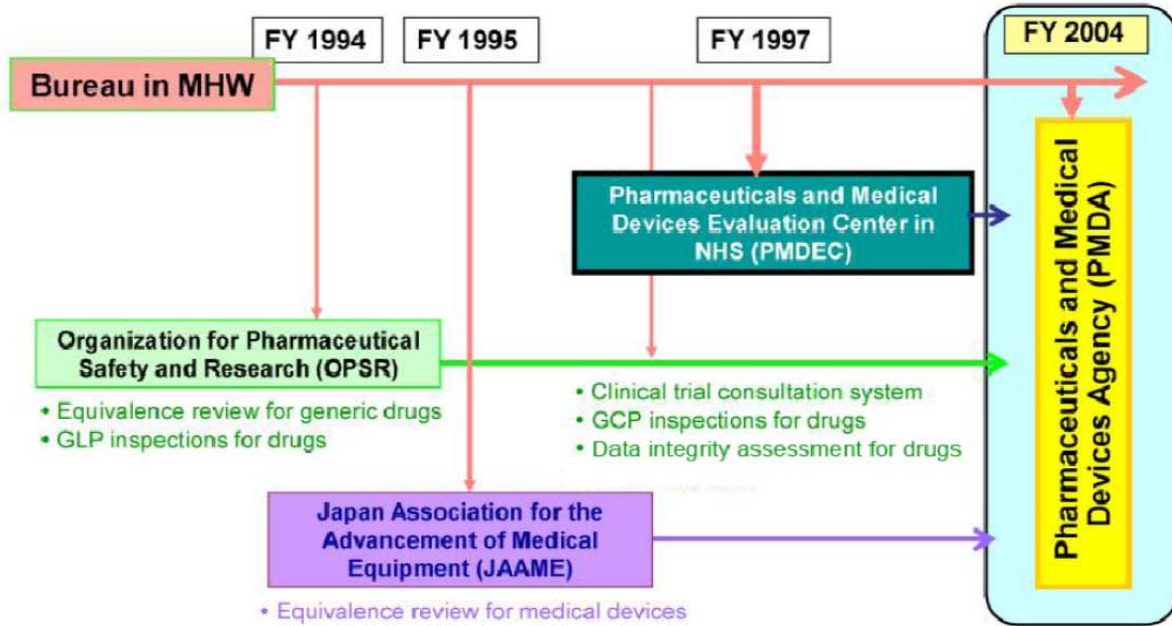 FY 1994
FY 1995
FY 1997
FY 2004
Bureau in MHW
Pharmaceuticals and Medical
Devices Evaluation Center in
NHS (PMDEC)
Pharmaceuticals and Medical
Devices Agency (PMDA)
Organization for Pharmaceutical
Safety and Research (OPSR)
• Equivalence review for generic drugs
• GLP inspections for drugs
• Clinical trial consultation system
• GCP inspections for drugs
• Data integrity assessment for drugs
Japan Association for the
Advancement of Medical
Equipment (JAAME)
• Equivalence review for medical devices